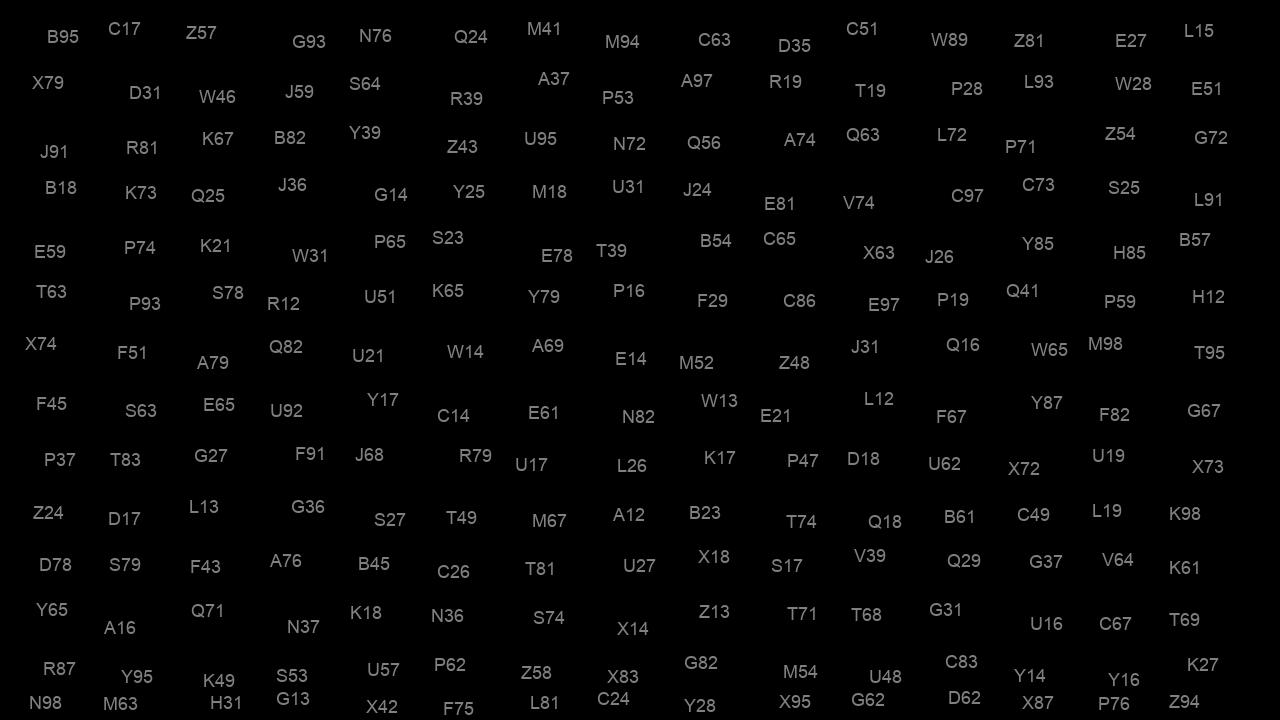 B95 C17 Z57 G93 N76 Q24 M41 M94 C63 D35 C51 W89 Z81 E27 L15
X79 D31 W46 J59 S64 R39 A37 P53 A97 R19 T19 P28 L93 W28 E51
J91 R81 K67 B82 Y39 Z43 U95 N72 Q56 A74 Q63 L72 P71 Z54 G72
B18 K73 Q25 J36 G14 Y25 M18 U31 J24 E81 V74 C97 C73 S25 L91
E59 P74 K21 W31 P65 S23 E78 T39 B54 C65 X63 J26 Y85 H85 B57
T63 P93 S78 R12 U51 K65 Y79 P16 F29 C86 E97 P19 Q41 P59 H12
X74 F51 A79 Q82 U21 W14 A69 E14 M52 Z48 J31 Q16 W65 M98 T95
F45 S63 E65 U92 Y17 C14 E61 N82 W13 E21 L12 F67 Y87 F82 G67
P37 T83 G27 F91 J68 R79 U17 L26 K17 P47 D18 U62 X72 U19 X73
Z24 D17 L13 G36 S27 T49 M67 A12 B23 T74 Q18 B61 C49 L19 K98
D78 S79 F43 A76 B45 C26 T81 U27 X18 S17 V39 Q29 G37 V64 K61
Y65 A16 Q71 N37 K18 N36 S74 X14 Z13 T71 T68 G31 U16 C67 T69
R87 Y95 K49 S53 U57 P62 Z58 X83 G82 M54 U48 C83 Y14 Y16 K27
N98 M63 H31 G13 X42 F75 L81 C24 Y28 X95 G62 D62 X87 P76 Z94